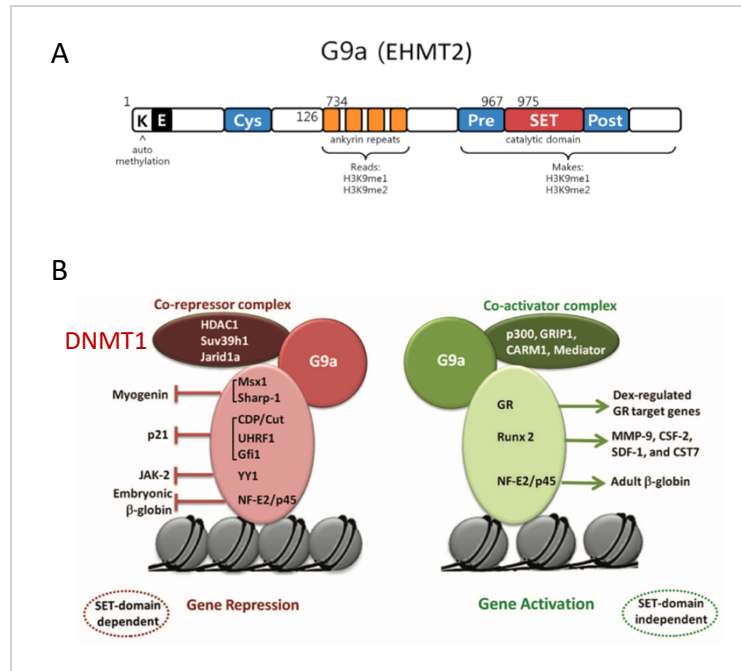 A
G9a (EHMT2)
1
734
967 975
K E Cys 126 Pre SET Post
^
auto
methylation
ankyrin repeats
catalytic domain
Reads:
H3K9me1
H3K9me2
Makes:
H3K9me1
H3K9me2
B
Co-repressor complex
DNMT1
HDAC1
Suv39h1
Jarid1a
G9a
Myogenin
Msx1
Sharp-1
p21
CDP/Cut
UHRF1
Gfi1
JAK-2
YY1
Embryonic
β-globin
NF-E2/p45
SET-domain
dependent
Gene Repression
Co-activator complex
G9a
p300, GRIP1,
CARM1, Mediator
GR
Dex-regulated
GR target genes
Runx 2
MMP-9, CSF-2,
SDF-1, and CST7
NF-E2/p45
Adult β-globin
Gene Activation
SET-domain
independent